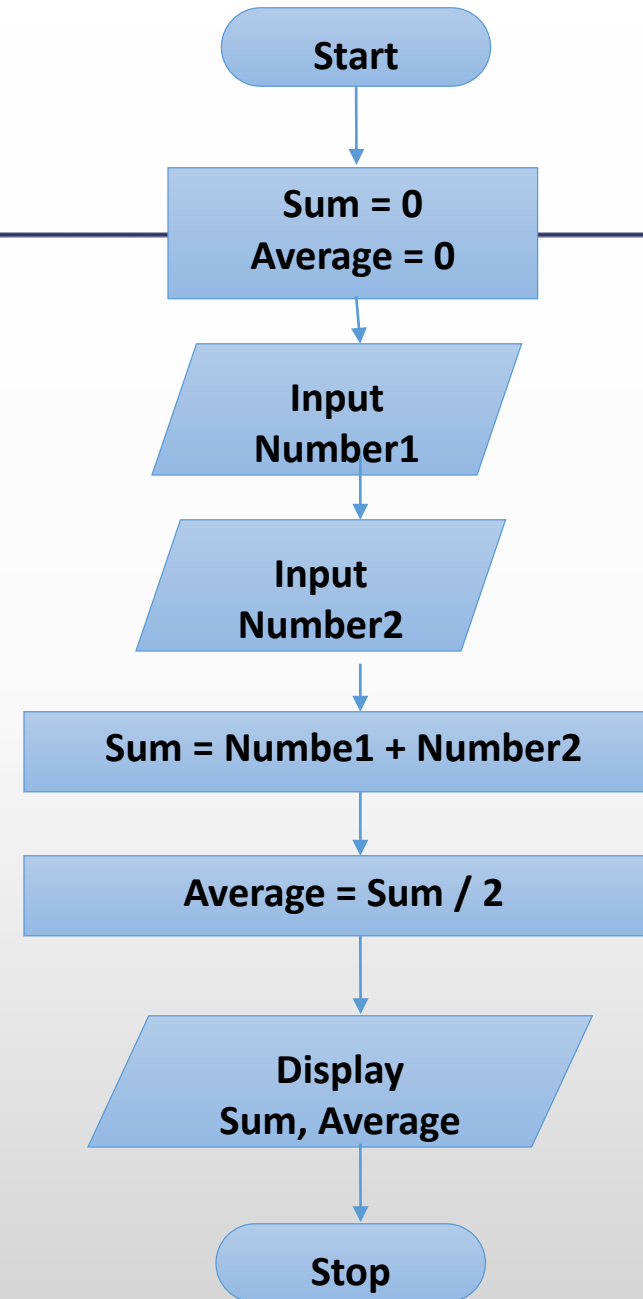 Start
Sum = 0
Average = 0
Input
Number1
Input
Number2
Sum = Numbe1 + Number2
Average = Sum / 2
Display
Sum, Average
Stop